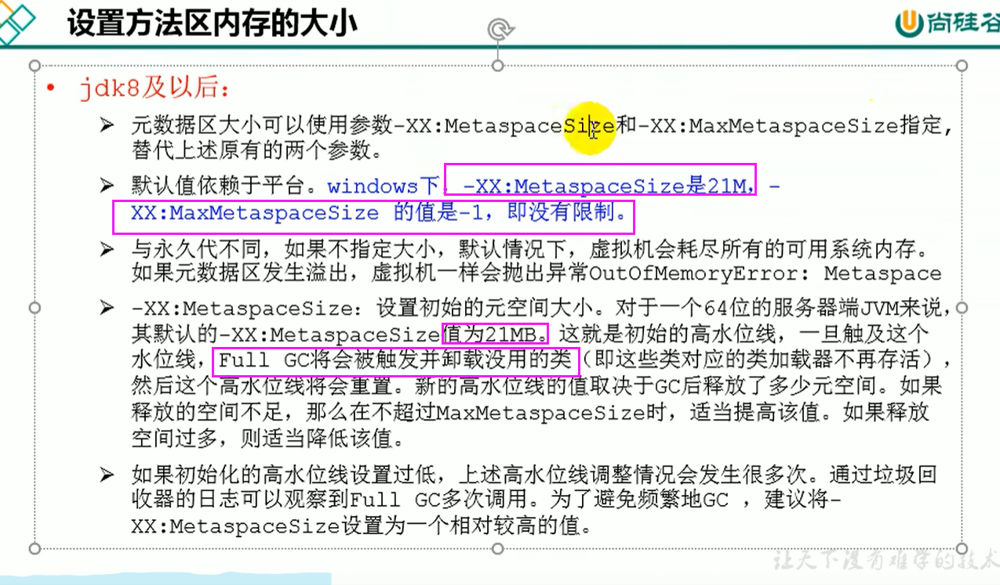 设置方法区内存的大小
尚硅谷
• jdk8及以后：
➢ 元数据区大小可以使用参数-XX:MetaspaceSize和-XX:MaxMetaspaceSize指定,
替代上述原有的两个参数。
➢ 默认值依赖于平台。windows下，-XX:MetaspaceSize是21M，-
XX:MaxMetaspaceSize 的值是-1，即没有限制。
➢ 与永久代不同，如果不指定大小，默认情况下，虚拟机会耗尽所有的可用系统内存。
如果元数据区发生溢出，虚拟机一样会抛出异常OutOfMemoryError: Metaspace
➢ -XX:MetaspaceSize：设置初始的元空间大小。对于一个64位的服务器端JVM来说，
其默认的-XX:MetaspaceSize值为21MB。这就是初始的高水位线，一旦触及这个
水位线，Full GC将会被触发并卸载没用的类（即这些类对应的类加载器不再存活），
然后这个高水位线将会重置。新的高水位线的值取决于GC后释放了多少元空间。如果
释放的空间不足，那么在不超过MaxMetaspaceSize时，适当提高该值。如果释放
空间过多，则适当降低该值。
➢ 如果初始化的高水位线设置过低，上述高水位线调整情况会发生很多次。通过垃圾回
收器的日志可以观察到Full GC多次调用。为了避免频繁地GC ，建议将-
XX:MetaspaceSize设置为一个相对较高的值。
让天下没有难学的技术